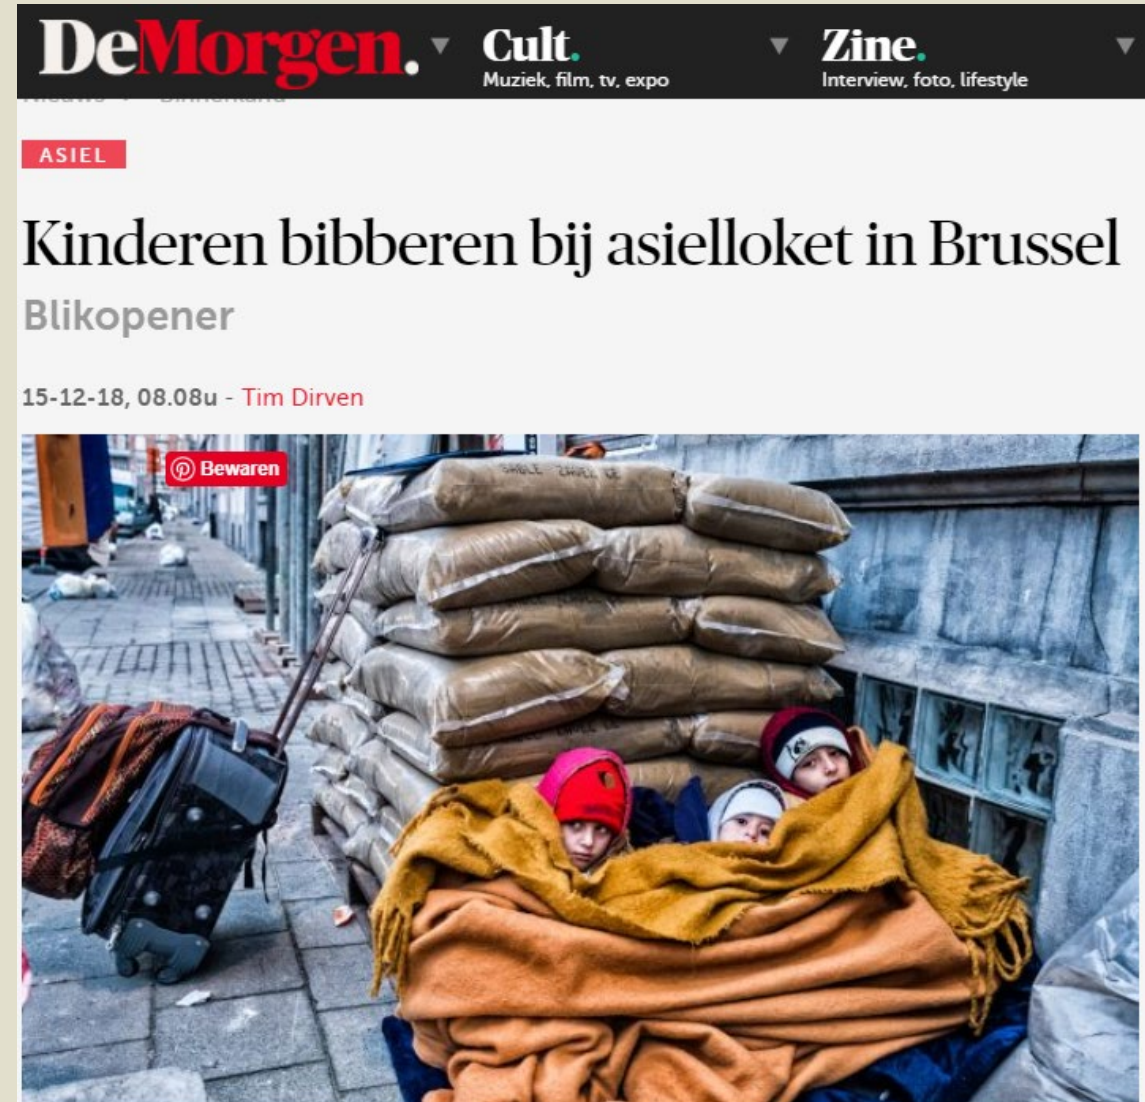 DeMorgen.
Cult.
Muziek, film, tv, expo
Zine.
Interview, foto, lifestyle
ASIEL
Kinderen bibberen bij asielloket in Brussel
Blikopener
15-12-18, 08.08u - Tim Dirven
Bewaren